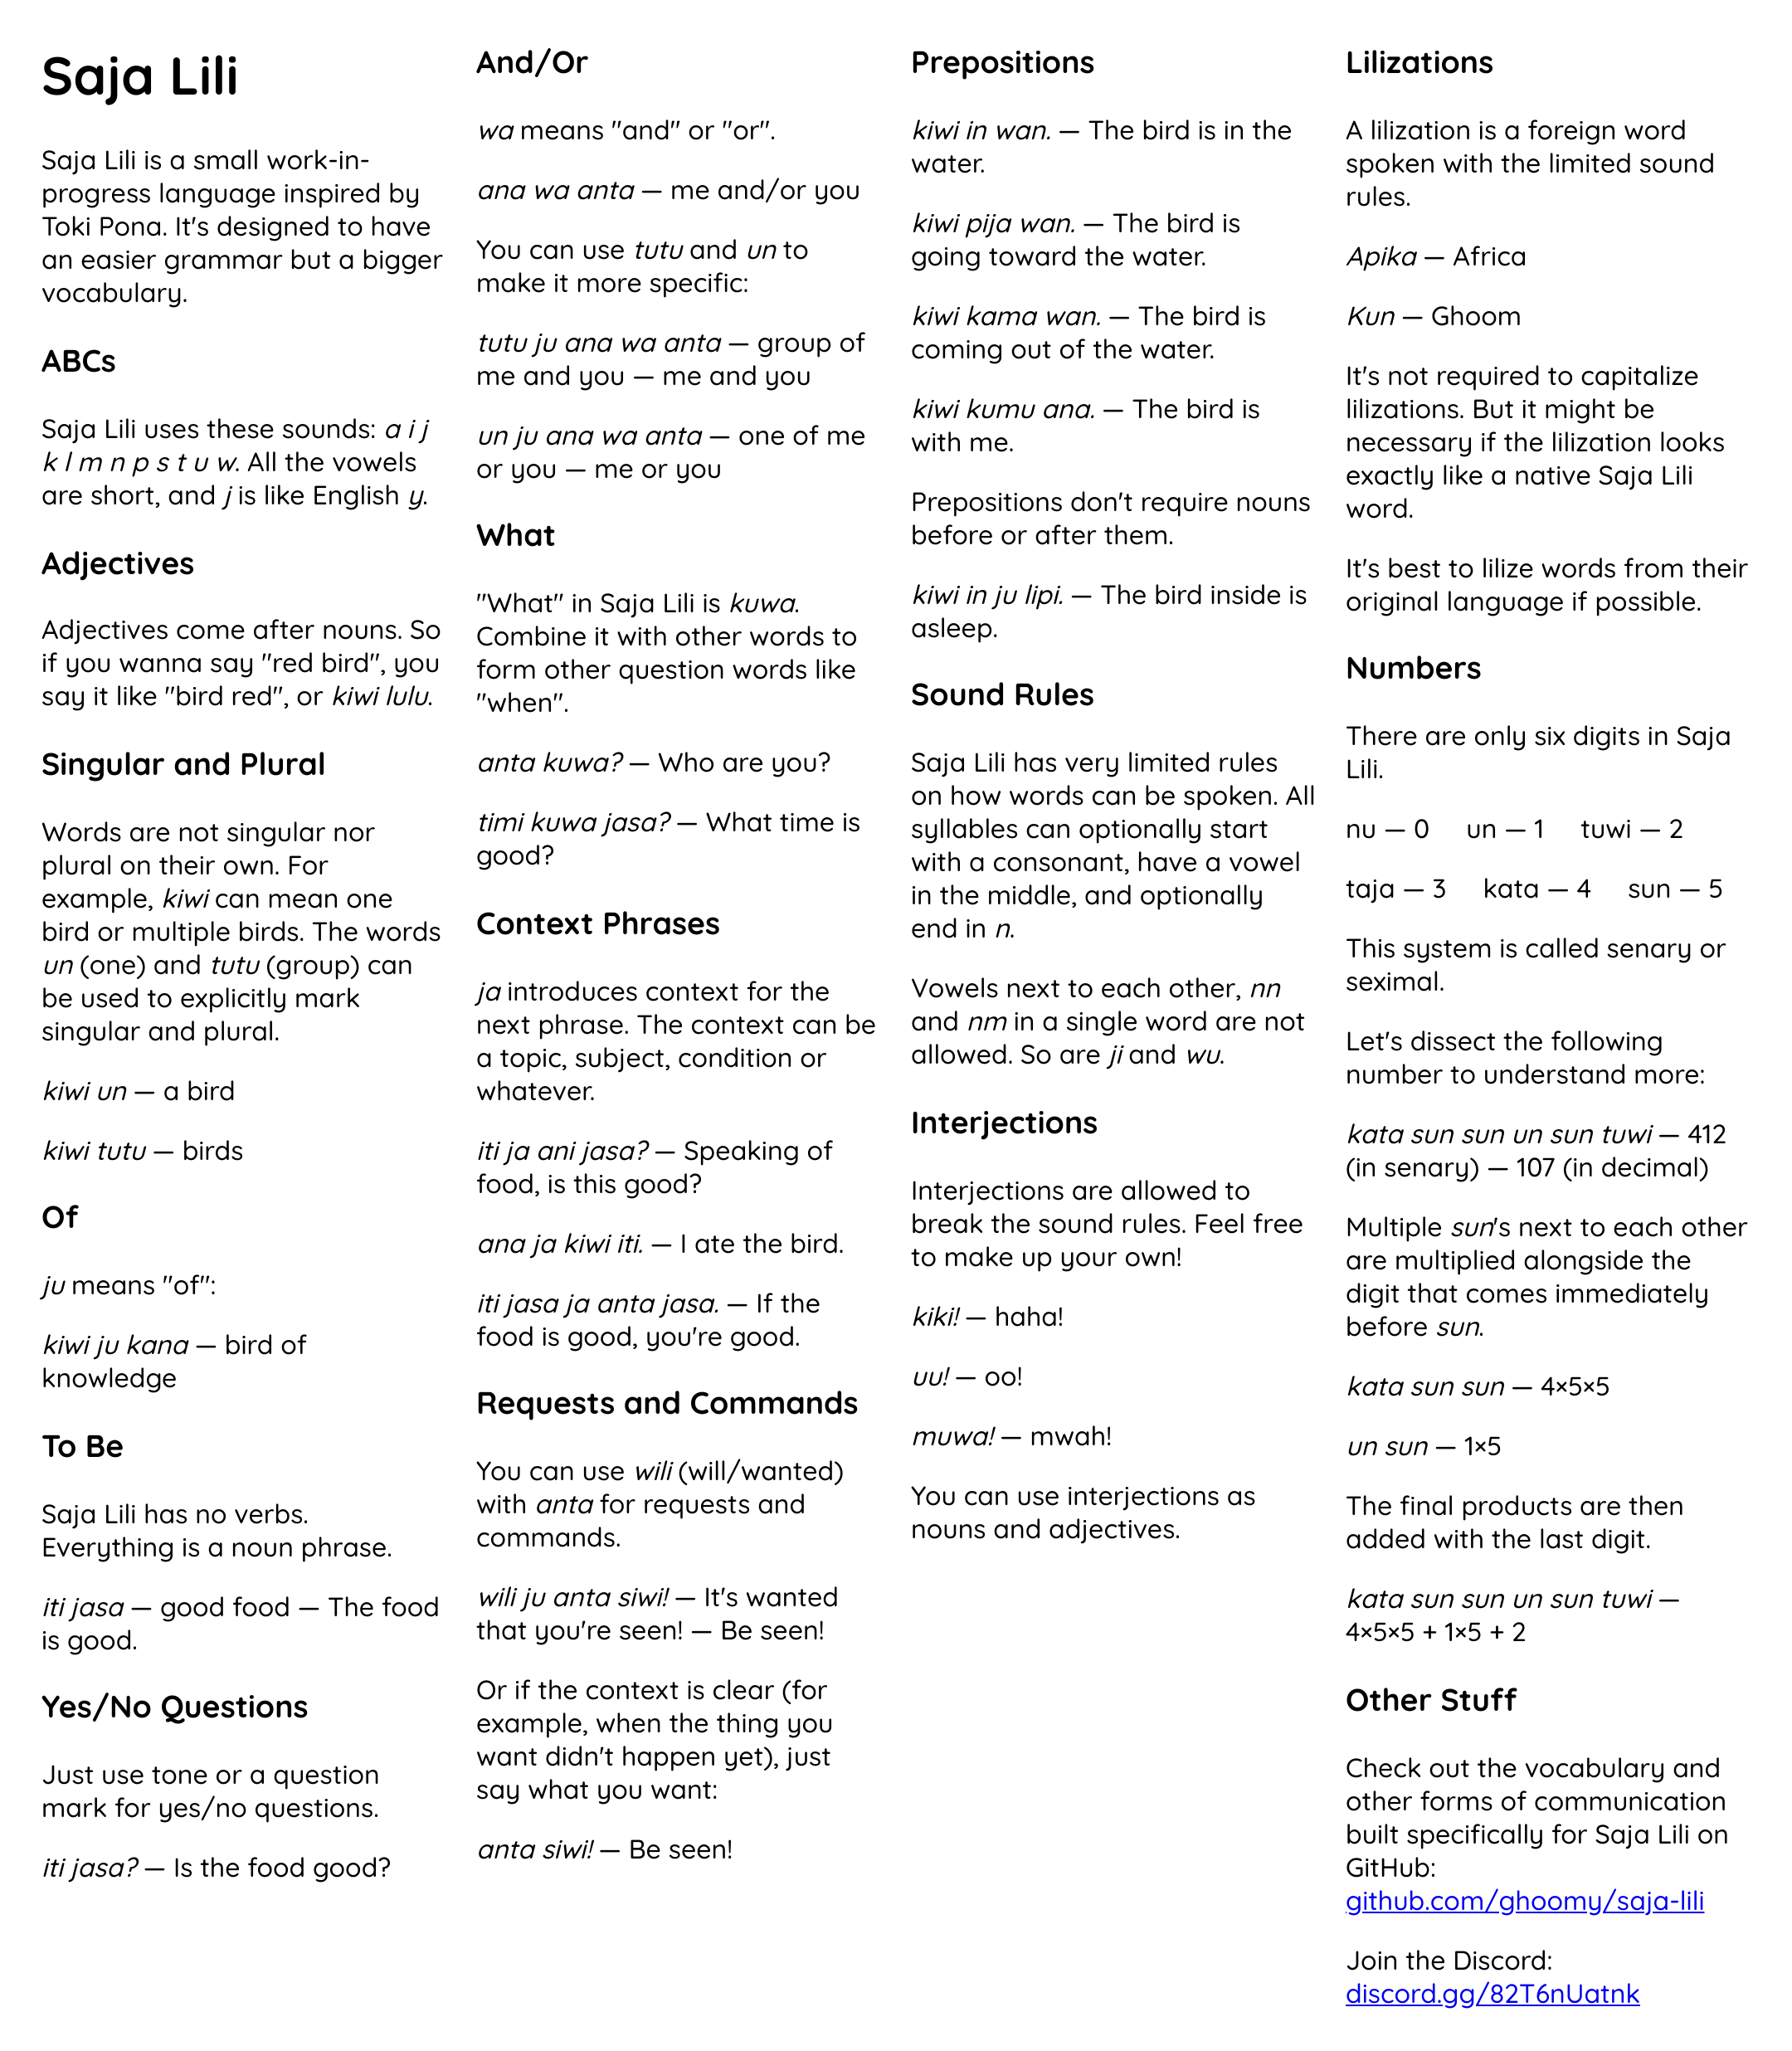 Saja Lili
Saja Lili is a small work-in-
progress language inspired by
Toki Pona. It's designed to have
an easier grammar but a bigger
vocabulary.
ABCs
Saja Lili uses these sounds: a i j
k l m n p s t u w. All the vowels
are short, and j is like English y.
Adjectives
Adjectives come after nouns. So
if you wanna say "red bird", you
say it like "bird red", or kiwi lulu.
Singular and Plural
Words are not singular nor
plural on their own. For
example, kiwi can mean one
bird or multiple birds. The words
un (one) and tutu (group) can
be used to explicitly mark
singular and plural.
kiwi un — a bird
kiwi tutu — birds
Of
ju means "of":
kiwi ju kana — bird of
knowledge
To Be
Saja Lili has no verbs.
Everything is a noun phrase.
iti jasa — good food — The food
is good.
Yes/No Questions
Just use tone or a question
mark for yes/no questions.
iti jasa? — Is the food good?
And/Or
wa means "and" or "or".
ana wa anta — me and/or you
You can use tutu and un to
make it more specific:
tutu ju ana wa anta — group of
me and you — me and you
un ju ana wa anta — one of me
or you — me or you
What
"What" in Saja Lili is kuwa.
Combine it with other words to
form other question words like
"when".
anta kuwa? — Who are you?
timi kuwa jasa? — What time is
good?
Context Phrases
ja introduces context for the
next phrase. The context can be
a topic, subject, condition or
whatever.
iti ja ani jasa? — Speaking of
food, is this good?
ana ja kiwi iti. — I ate the bird.
iti jasa ja anta jasa. — If the
food is good, you're good.
Requests and Commands
You can use wili (will/wanted)
with anta for requests and
commands.
wili ju anta siwi! — It's wanted
that you're seen! — Be seen!
Or if the context is clear (for
example, when the thing you
want didn't happen yet), just
say what you want:
anta siwi! — Be seen!
Prepositions
kiwi in wan. — The bird is in the
water.
kiwi pija wan. — The bird is
going toward the water.
kiwi kama wan. — The bird is
coming out of the water.
kiwi kumu ana. — The bird is
with me.
Prepositions don't require nouns
before or after them.
kiwi in ju lipi. — The bird inside is
asleep.
Sound Rules
Saja Lili has very limited rules
on how words can be spoken. All
syllables can optionally start
with a consonant, have a vowel
in the middle, and optionally
end in n.
Vowels next to each other, nn
and nm in a single word are not
allowed. So are ji and wu.
Interjections
Interjections are allowed to
break the sound rules. Feel free
to make up your own!
kiki! — haha!
uu! — oo!
muwa! — mwah!
You can use interjections as
nouns and adjectives.
Lilizations
A lilization is a foreign word
spoken with the limited sound
rules.
Apika — Africa
Kun — Ghoom
It's not required to capitalize
lilizations. But it might be
necessary if the lilization looks
exactly like a native Saja Lili
word.
It's best to lilize words from their
original language if possible.
Numbers
There are only six digits in Saja
Lili.
nu — 0 un — 1 tuwi — 2
taja — 3 kata — 4 sun — 5
This system is called senary or
seximal.
Let's dissect the following
number to understand more:
kata sun sun un sun tuwi — 412
(in senary) — 107 (in decimal)
Multiple sun's next to each other
are multiplied alongside the
digit that comes immediately
before sun.
kata sun sun — 4×5×5
un sun — 1×5
The final products are then
added with the last digit.
kata sun sun un sun tuwi —
4×5×5 + 1×5 + 2
Other Stuff
Check out the vocabulary and
other forms of communication
built specifically for Saja Lili on
GitHub:
github.com/ghoomy/saja-lili
Join the Discord:
discord.gg/82T6nUatnk